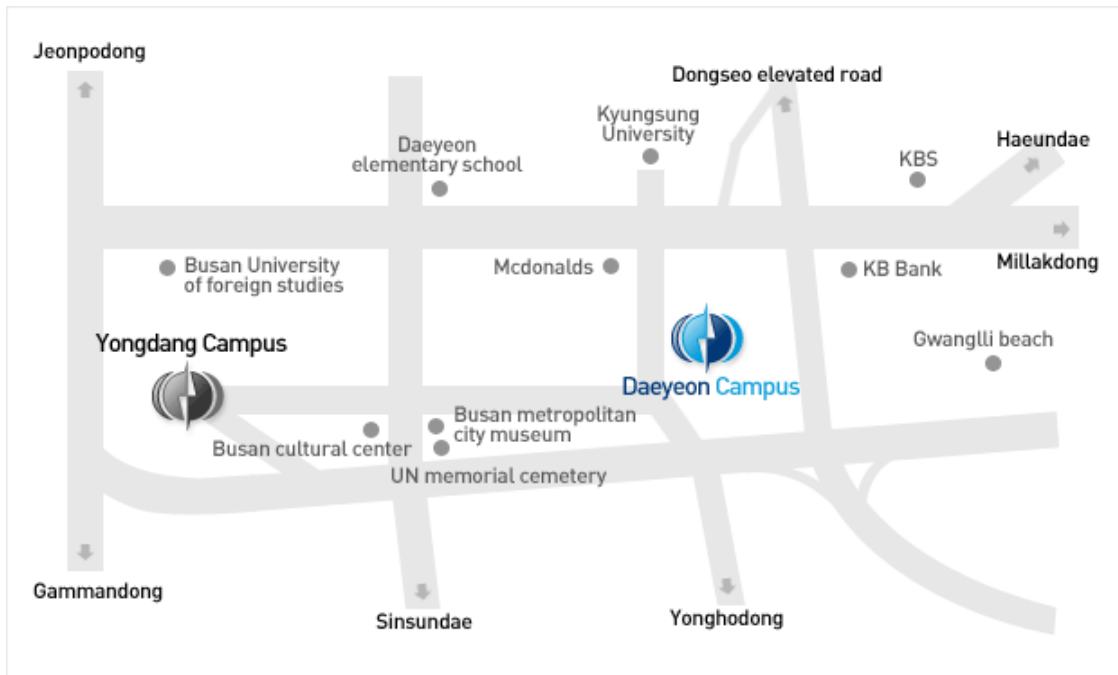 Jeonpodong
Dongseo elevated road
Kyungsung
University
Daeyeon
elementary school
Haeundae
KBS
Busan University
of foreign studies
Mcdonalds
KB Bank
Millakdong
Yongdang Campus
Gwanglli beach
Daeyeon Campus
Busan metropolitan
city museum
Busan cultural center
UN memorial cemetery
Gammandong
Sinsundae
Yonghodong